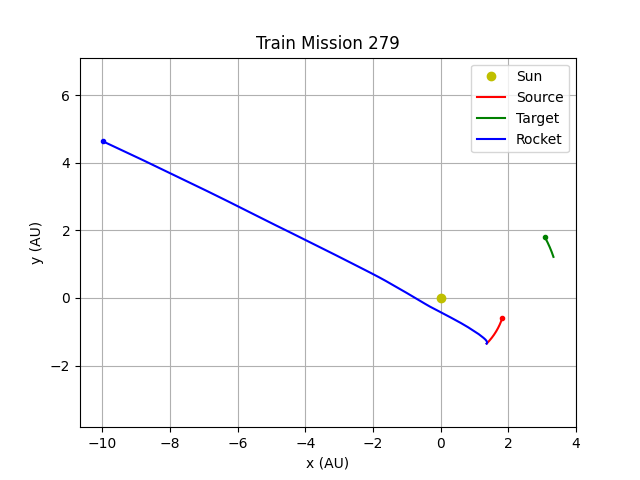 Train Mission 279
Sun
Source
Target
Rocket
y (AU)
6
4
2
0
−2
−10
−8
−6
−4
−2
0
2
4
x (AU)